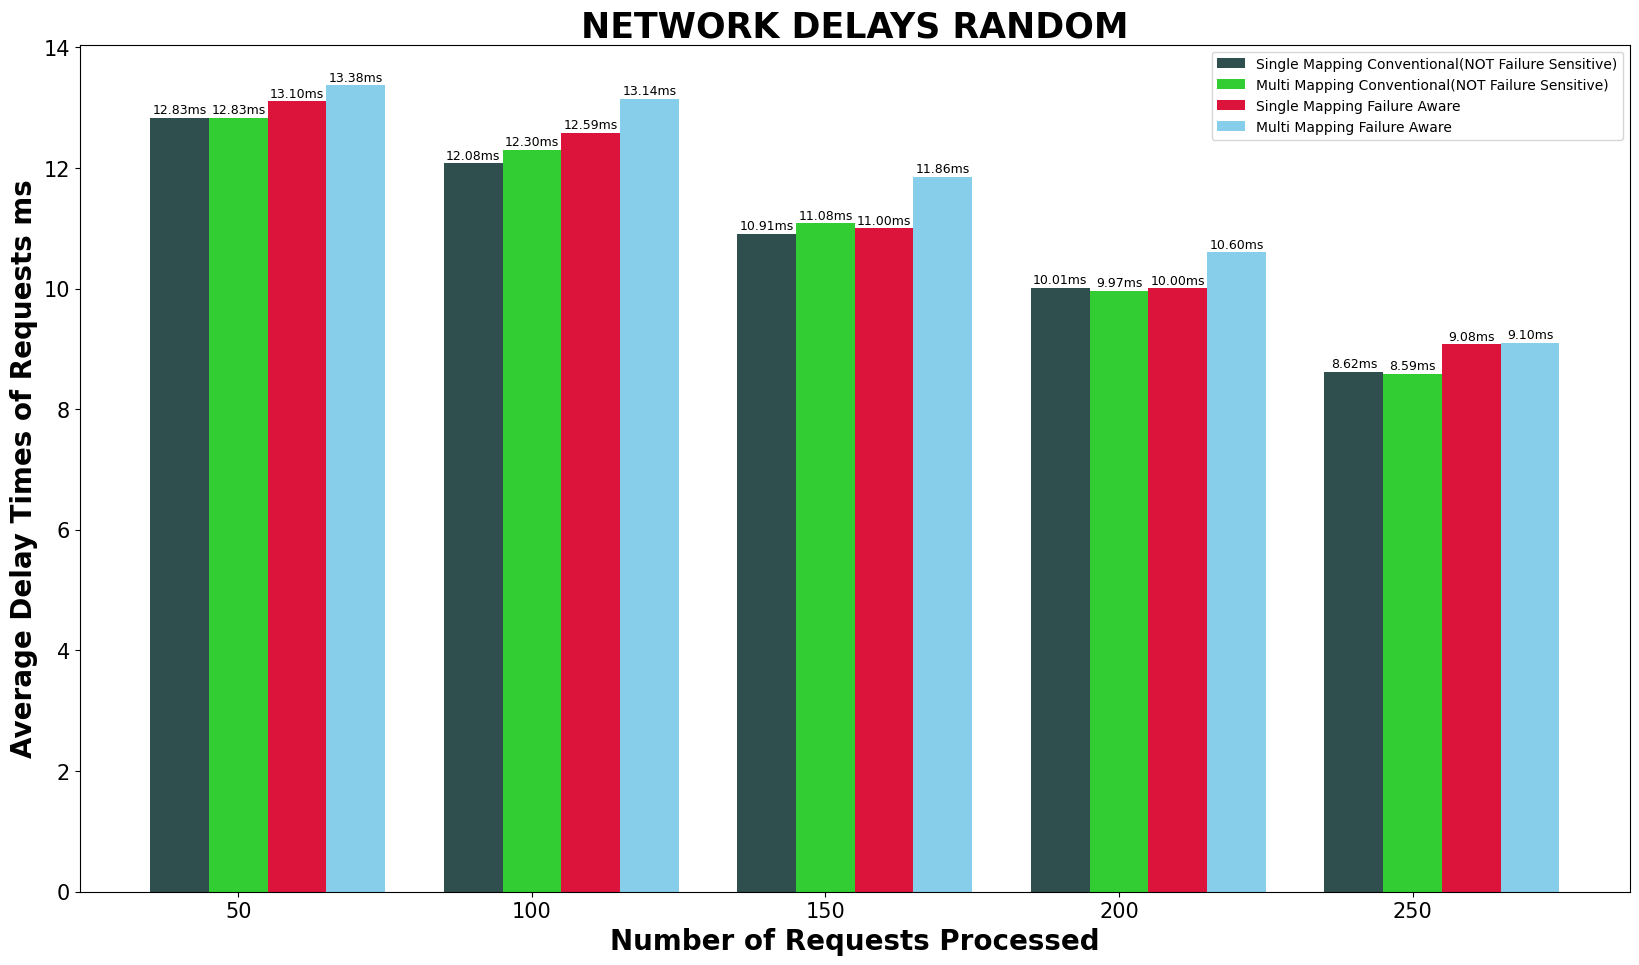 NETWORK DELAYS RANDOM
Average Delay Times of Requests ms
14
12
10
8
6
4
2
0
Single Mapping Conventional(NOT Failure Sensitive)
Multi Mapping Conventional(NOT Failure Sensitive)
Single Mapping Failure Aware
Multi Mapping Failure Aware
12.83ms 12.83ms 13.10ms 13.38ms
12.08ms 12.30ms 12.59ms 13.14ms
10.91ms 11.08ms 11.00ms 11.86ms
10.01ms 9.97ms 10.00ms 10.60ms
8.62ms 8.59ms 9.08ms 9.10ms
50 100 150 200 250
Number of Requests Processed